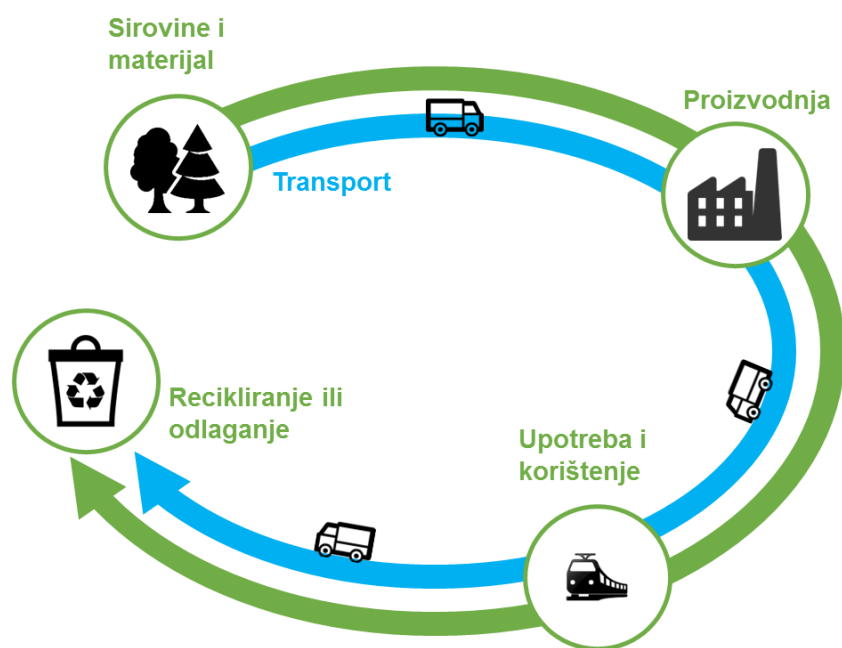 Sirovine i
materijal
Proizvodnja
Transport
Recikliranje ili
odlaganje
Upotreba i
korištenje